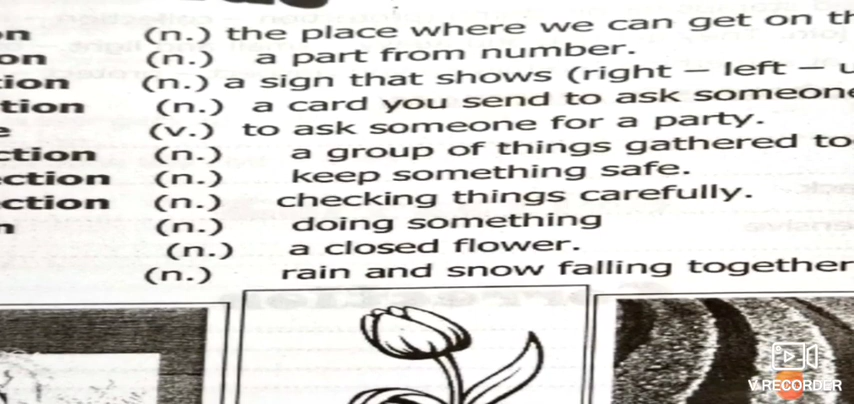 on (n.) the place where we can get on th
on (n.) a part from number.
tion (n.) a sign that shows (right – left – u
tion (n.) a card you send to ask someone
e (v.) to ask someone for a party.
ction (n.) a group of things gathered to
ction (n.) keep something safe.
ction (n.) checking things carefully.
n (n.) doing something
(n.) a closed flower.
(n.) rain and snow falling together
V RECORDER